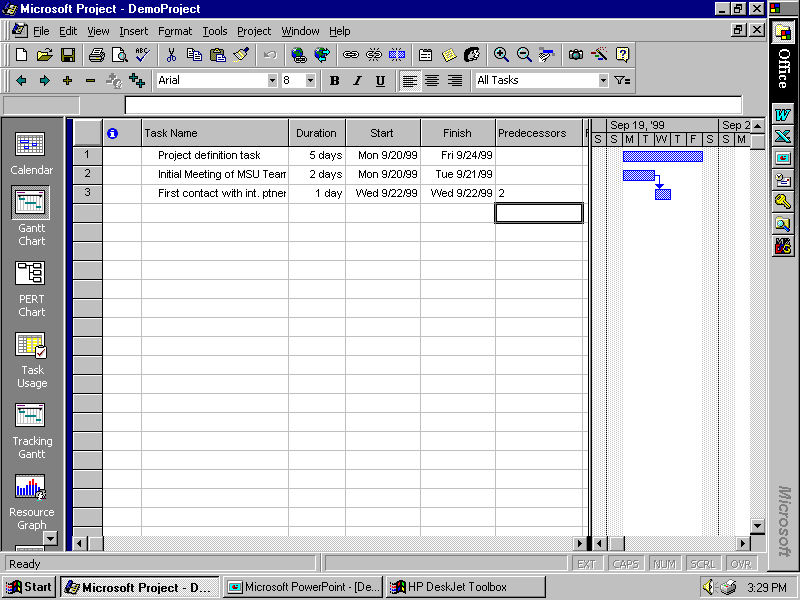 Microsoft Project - DemoProject
File Edit View Insert Format Tools Project Window Help
Arial 8 B I U All Tasks
Office
Task Name Duration Start Finish Predecessors
Sep 19, '99 Sep 2
S S M T W T F S S M
1 Project definition task 5 days Mon 9/20/99 Fri 9/24/99
2 Initial Meeting of MSU Team 2 days Mon 9/20/99 Tue 9/21/99
3 First contact with int. ptner 1 day Wed 9/22/99 Wed 9/22/99 2
Calendar
Gantt
Chart
PERT
Chart
Task
Usage
Tracking
Gantt
Resource
Graph
Microsoft
Ready EXT CAPS NUM SCRL OVR
Start Microsoft Project - D... Microsoft PowerPoint - [De... HP DeskJet Toolbox 3:29 PM